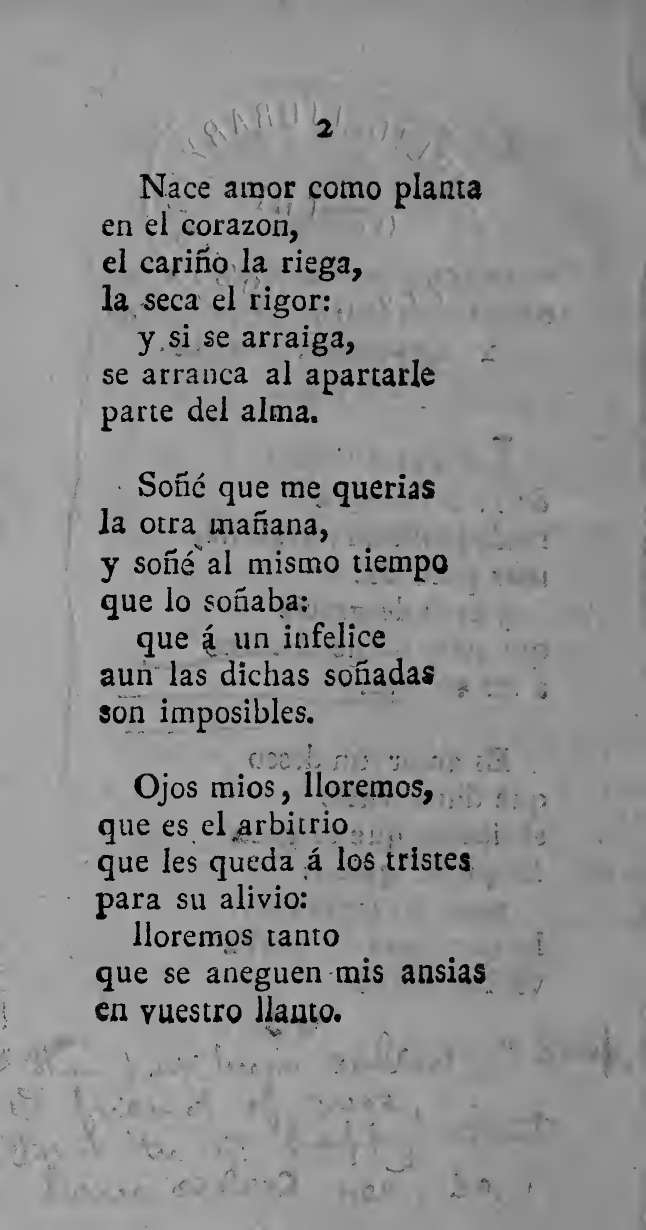 2
Nace amor como planta
en el corazon,
el cariño la riega,
la seca el rigor:
y si se arraiga,
se arranca al apartarle
parte del alma.
Soñé que me querias
la otra mañana,
y soñé al mismo tiempo
que lo soñaba:
que á un infelice
aun las dichas soñadas
son imposibles.
Ojos mios, lloremos,
que es el arbitrio
que les queda á los tristes
para su alivio:
lloremos tanto
que se aneguen mis ansias
en vuestro llanto.